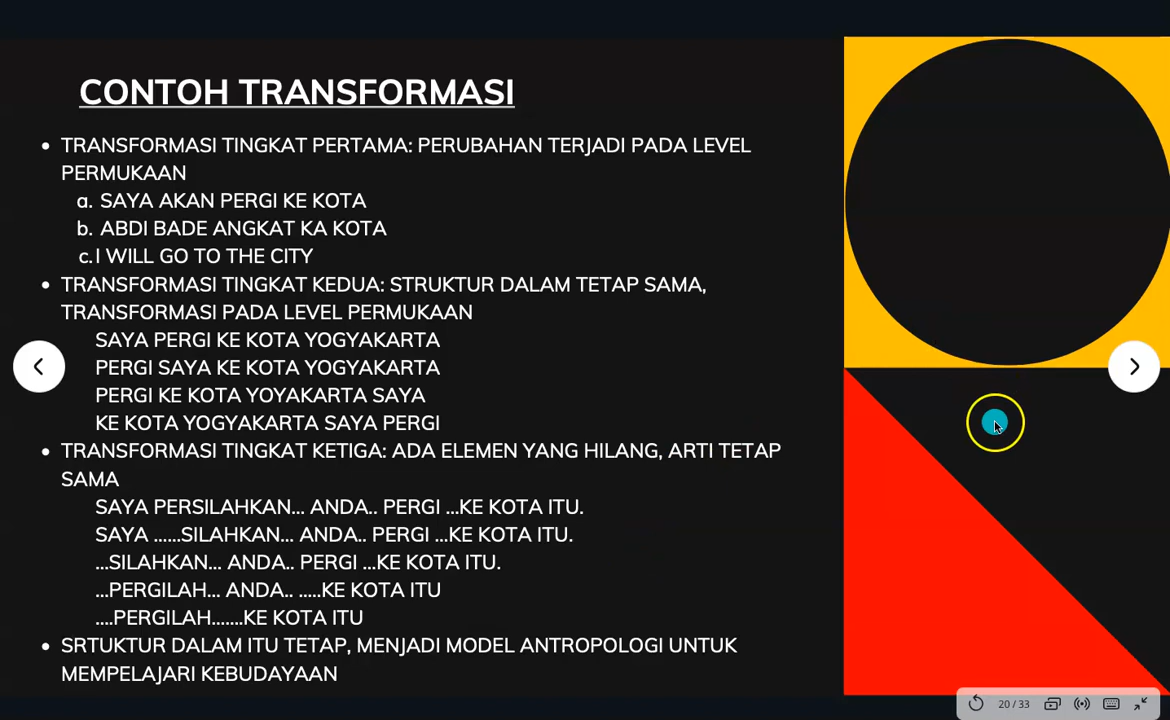 CONTOH TRANSFORMASI
• TRANSFORMASI TINGKAT PERTAMA: PERUBAHAN TERJADI PADA LEVEL
PERMUKAAN
a. SAYA AKAN PERGI KE KOTA
b. ABDI BADE ANGKAT KA KOTA
c. I WILL GO TO THE CITY
• TRANSFORMASI TINGKAT KEDUA: STRUKTUR DALAM TETAP SAMA,
TRANSFORMASI PADA LEVEL PERMUKAAN
SAYA PERGI KE KOTA YOGYAKARTA
PERGI SAYA KE KOTA YOGYAKARTA
PERGI KE KOTA YOYAKARTA SAYA
KE KOTA YOGYAKARTA SAYA PERGI
• TRANSFORMASI TINGKAT KETIGA: ADA ELEMEN YANG HILANG, ARTI TETAP
SAMA
SAYA PERSILAHKAN... ANDA.. PERGI ...KE KOTA ITU.
SAYA ......SILAHKAN... ANDA.. PERGI ...KE KOTA ITU.
...SILAHKAN... ANDA.. PERGI ...KE KOTA ITU.
...PERGILAH... ANDA.. .....KE KOTA ITU
....PERGILAH.......KE KOTA ITU
• SRTUKTUR DALAM ITU TETAP, MENJADI MODEL ANTROPOLOGI UNTUK
MEMPELAJARI KEBUDAYAAN
20 / 33